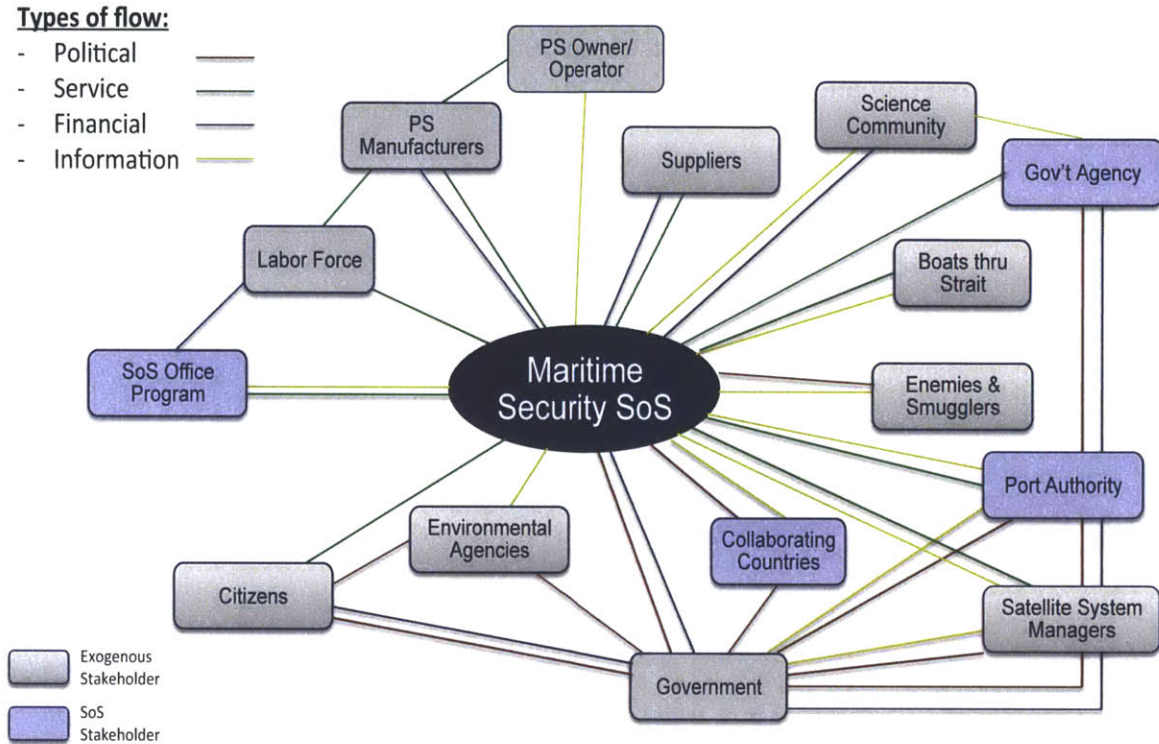 Types of flow:
- Political
- Service
- Financial
- Information
PS Owner/
Operator
PS
Manufacturers
Suppliers
Science
Community
Gov't Agency
Labor Force
Boats thru
Strait
SoS Office
Program
Maritime
Security SoS
Enemies &
Smugglers
Port Authority
Environmental
Agencies
Collaborating
Countries
Citizens
Satellite System
Managers
Government
Exogenous
Stakeholder
SoS
Stakeholder